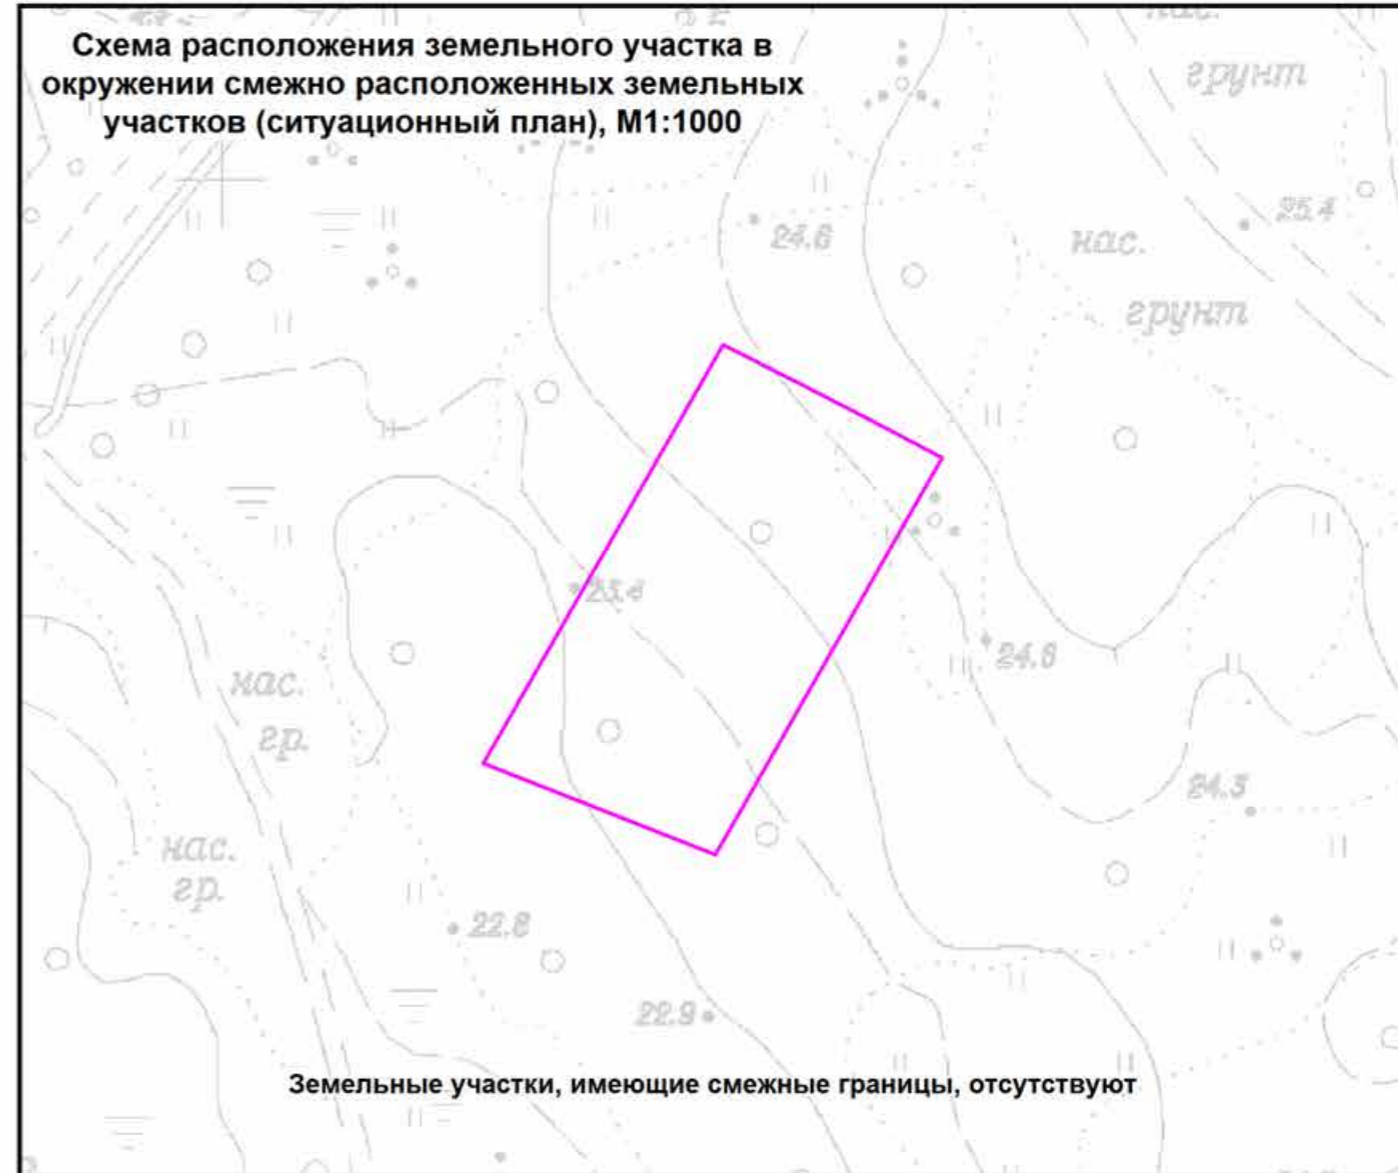 Схема расположения земельного участка в
окружении смежно расположенных земельных
участков (ситуационный план), М1:1000
грунт
25.4
24.6
нас.
грунт
24.6
нас.
гр.
24.3
нас.
гр.
22.8
22.9
Земельные участки, имеющие смежные границы, отсутствуют